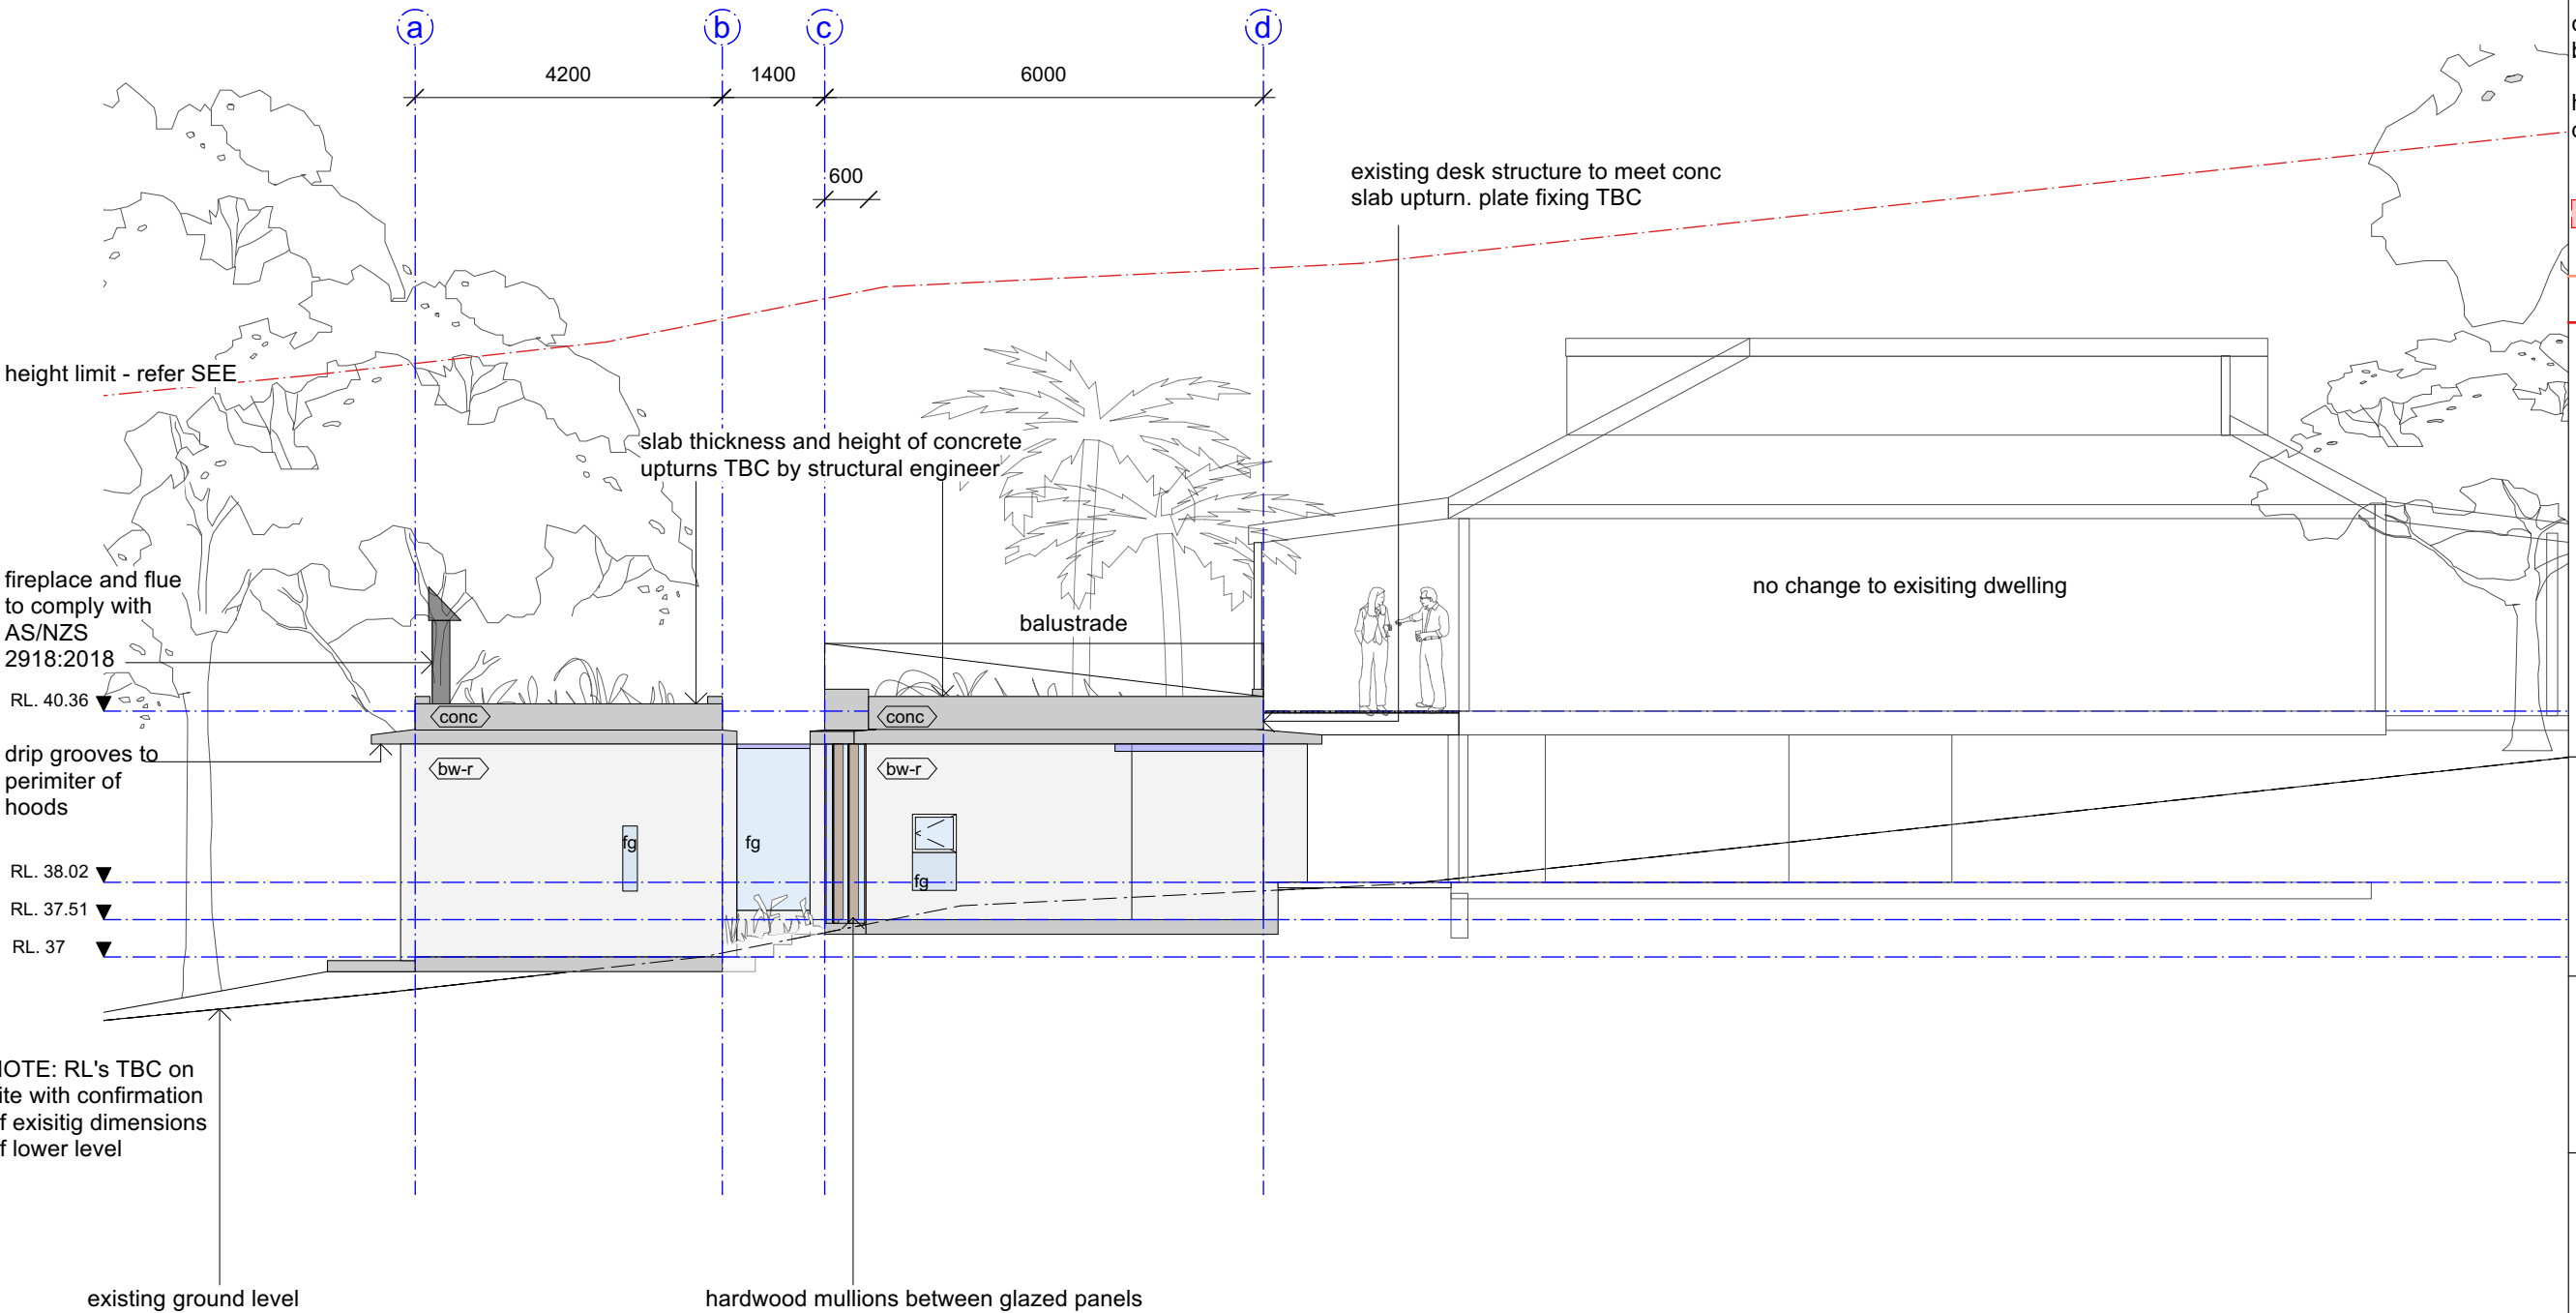 a
b
c
d
4200
1400
6000
600
existing desk structure to meet conc
slab upturn. plate fixing TBC
height limit - refer SEE
slab thickness and height of concrete
upturns TBC by structural engineer
fireplace and flue
to comply with
AS/NZS
2918:2018
no change to exisiting dwelling
balustrade
RL. 40.36
conc
conc
drip grooves to
perimiter of
hoods
bw-r
bw-r
fg
fg
fg
RL. 38.02
RL. 37.51
RL. 37
OTE: RL's TBC on
ite with confirmation
f exisitig dimensions
f lower level
existing ground level
hardwood mullions between glazed panels